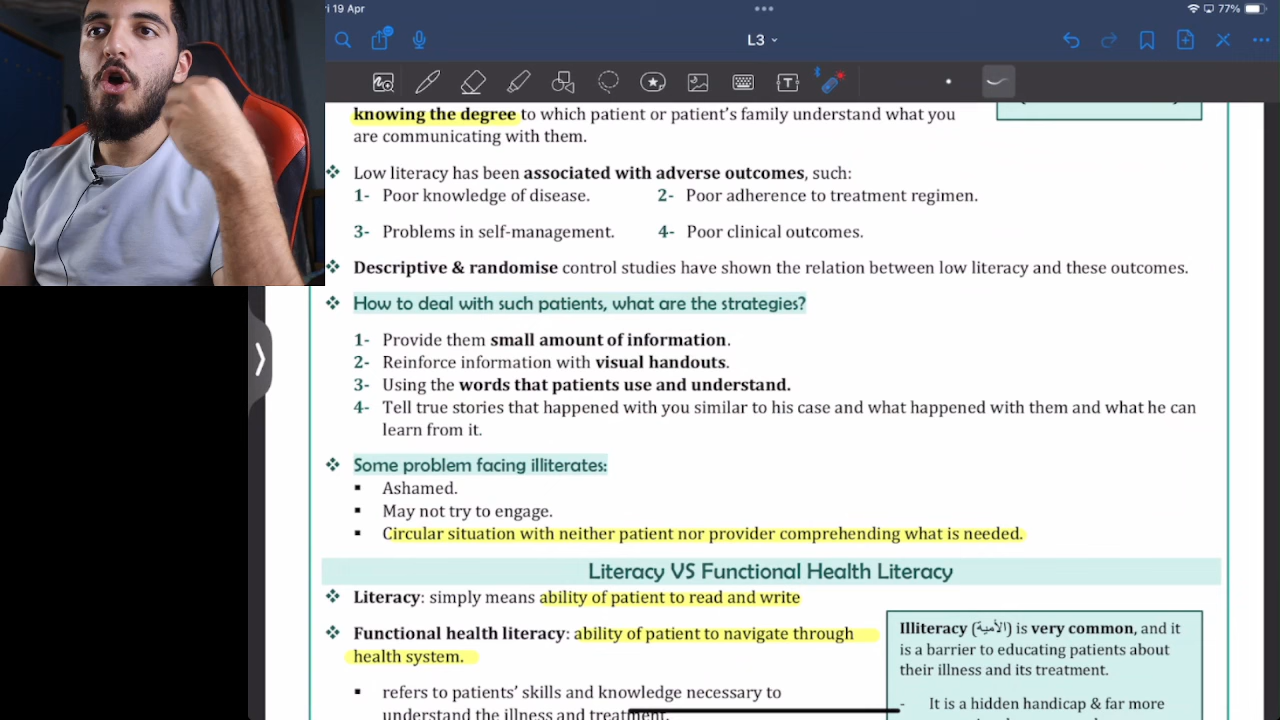 ri 19 Apr
77%
L3
knowing the degree to which patient or patient's family understand what you
are communicating with them.
❖ Low literacy has been associated with adverse outcomes, such:
1- Poor knowledge of disease. 2- Poor adherence to treatment regimen.
3- Problems in self-management. 4- Poor clinical outcomes.
❖ Descriptive & randomise control studies have shown the relation between low literacy and these outcomes.
❖ How to deal with such patients, what are the strategies?
1- Provide them small amount of information.
2- Reinforce information with visual handouts.
3- Using the words that patients use and understand.
4- Tell true stories that happened with you similar to his case and what happened with them and what he can
learn from it.
❖ Some problem facing illiterates:
▪ Ashamed.
▪ May not try to engage.
▪ Circular situation with neither patient nor provider comprehending what is needed.
Literacy VS Functional Health Literacy
❖ Literacy: simply means ability of patient to read and write
❖ Functional health literacy: ability of patient to navigate through
health system.
▪ refers to patients' skills and knowledge necessary to
understand the illness and treatment.
Illiteracy (الأمية) is very common, and it
is a barrier to educating patients about
their illness and its treatment.
- It is a hidden handicap & far more